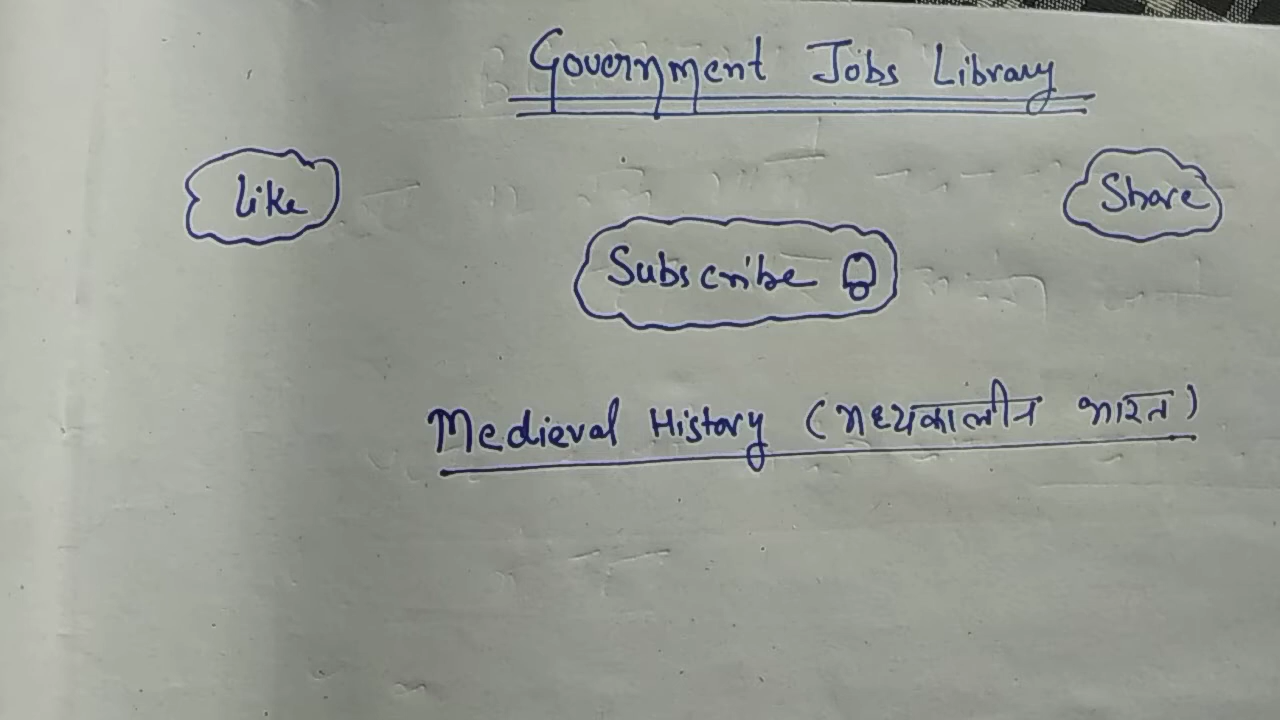 Government Jobs Library
Like
Share
Subscribe
Medieval History (मध्यकालीन भारत)